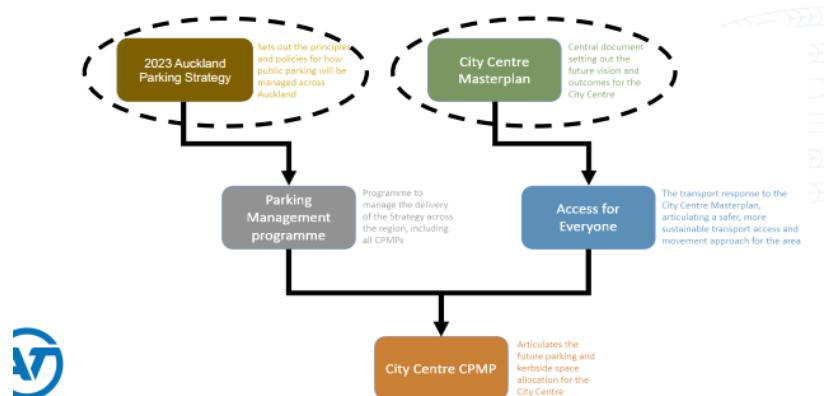 2023 Auckland
Parking Strategy
Sets out the principles
and policies for how
public parking will be
managed across
Auckland
City Centre
Masterplan
Central document
setting out the
future vision and
outcomes for the
City Centre
Parking
Management
programme
Programme to
manage the delivery
of the Strategy across
the region, including
all CPMPs
Access for
Everyone
The transport response to the
City Centre Masterplan,
articulating a safer, more
sustainable transport access and
movement approach for the area
City Centre CPMP
Articulates the
future parking and
kerbside space
allocation for the
City Centre
AT